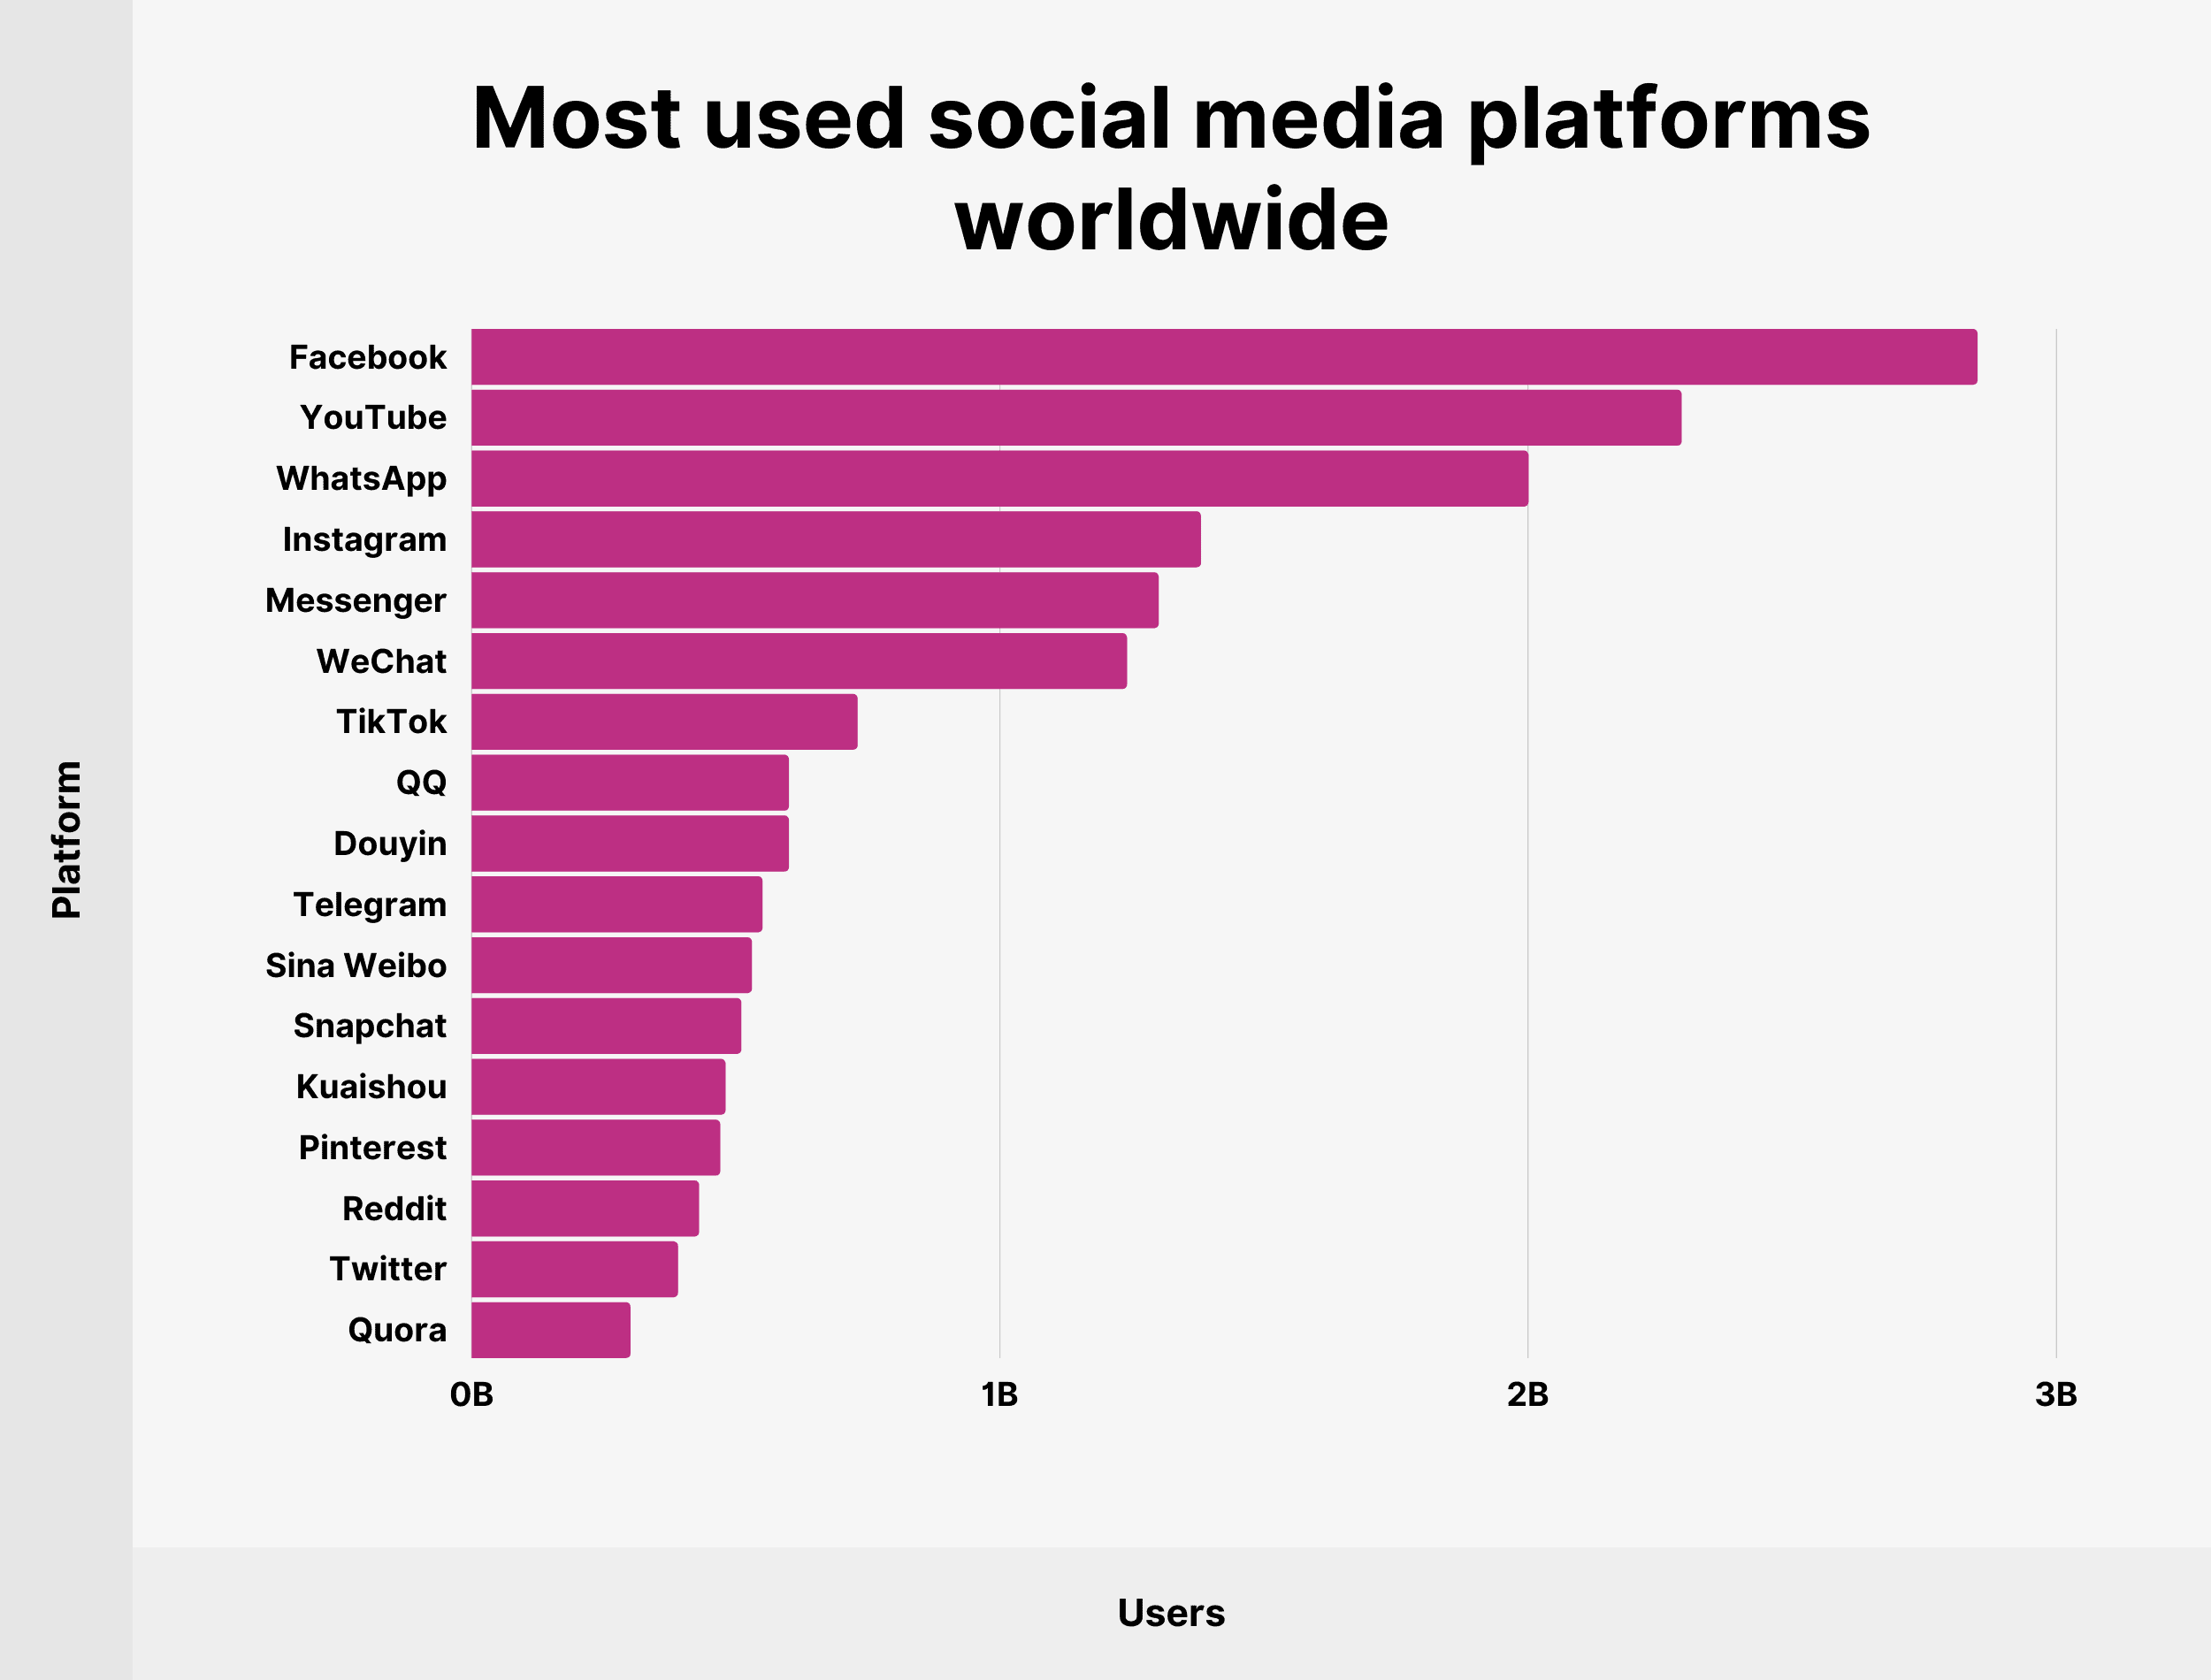 Most used social media platforms
worldwide
Platform
Facebook
YouTube
WhatsApp
Instagram
Messenger
WeChat
TikTok
QQ
Douyin
Telegram
Sina Weibo
Snapchat
Kuaishou
Pinterest
Reddit
Twitter
Quora
0B 1B 2B 3B
Users